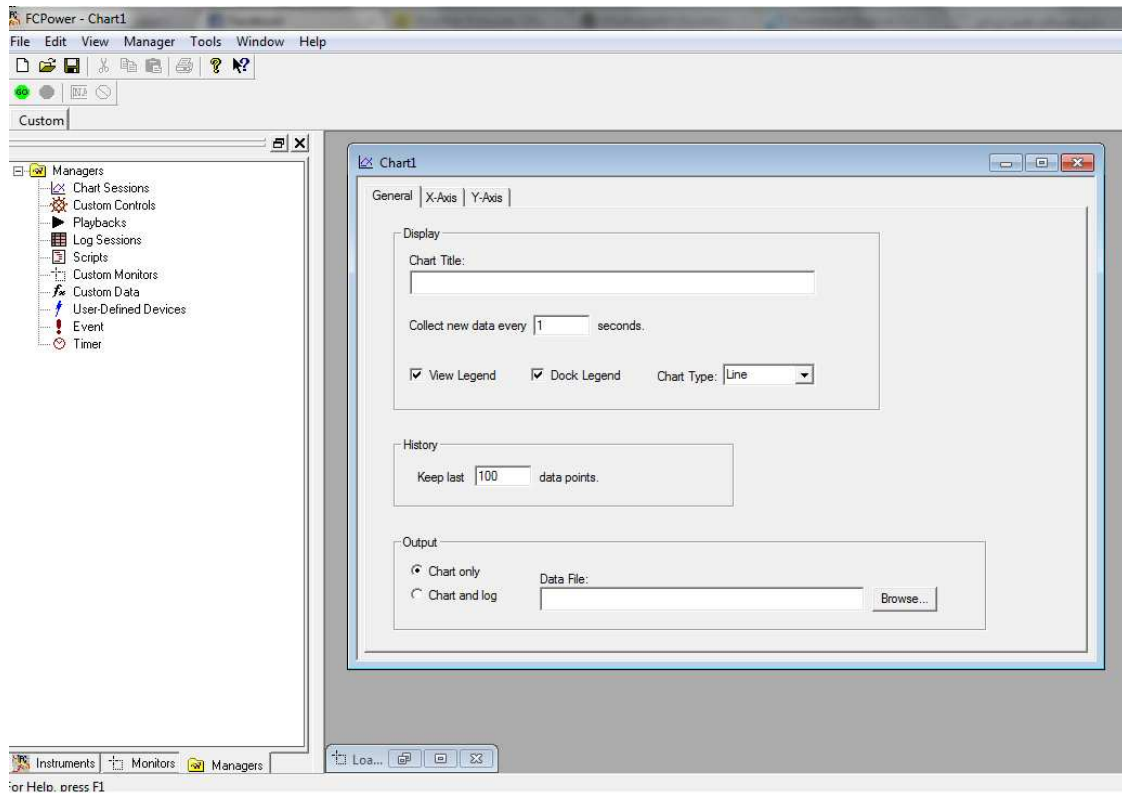 FCPower - Chart1
File Edit View Manager Tools Window Help
GO
Custom
Managers
Chart Sessions
Custom Controls
Playbacks
Log Sessions
Scripts
Custom Monitors
fx Custom Data
User-Defined Devices
Event
Timer
Instruments Monitors Managers
For Help, press F1
Chart1
General X-Axis Y-Axis
Display
Chart Title:
Collect new data every 1 seconds.
View Legend Dock Legend Chart Type: Line
History
Keep last 100 data points.
Output
Chart only
Chart and log
Data File:
Browse...
Loa...